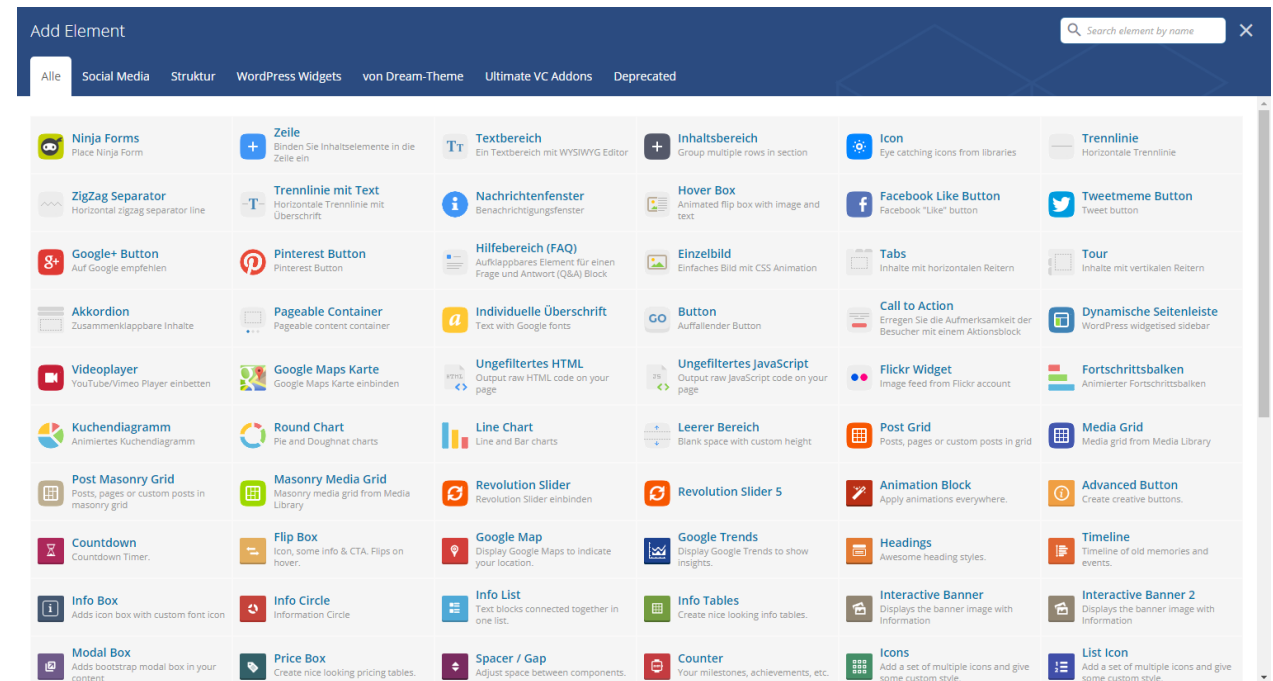 Add Element
Search element by name
Alle
Social Media
Struktur
WordPress Widgets
von Dream-Theme
Ultimate VC Addons
Deprecated
Ninja Forms
Place Ninja Form
Zeile
Binden Sie Inhaltselemente in die
Zeile ein
Textbereich
Ein Textbereich mit WYSIWYG Editor
Inhaltsbereich
Group multiple rows in section
Icon
Eye catching icons from libraries
Trennlinie
Horizontale Trennlinie
ZigZag Separator
Horizontal zigzag separator line
Trennlinie mit Text
Horizontale Trennlinie mit
Überschrift
Nachrichtenfenster
Benachrichtigungsfenster
Hover Box
Animated flip box with image and
text
Facebook Like Button
Facebook "Like" button
Tweetmeme Button
Tweet button
Google+ Button
Auf Google empfehlen
Pinterest Button
Pinterest Button
Hilfebereich (FAQ)
Aufklappbares Element für einen
Frage und Antwort (Q&A) Block
Einzelbild
Einfaches Bild mit CSS Animation
Tabs
Inhalte mit horizontalen Reitern
Tour
Inhalte mit vertikalen Reitern
Akkordion
Zusammenklappbare Inhalte
Pageable Container
Pageable content container
Individuelle Überschrift
Text with Google fonts
GO
Button
Auffallender Button
Call to Action
Erregen Sie die Aufmerksamkeit der
Besucher mit einem Aktionsblock
Dynamische Seitenleiste
WordPress widgetised sidebar
Videoplayer
YouTube/Vimeo Player einbetten
Google Maps Karte
Google Maps Karte einbinden
HTML
Ungefiltertes HTML
Output raw HTML code on your
page
JS
Ungefiltertes JavaScript
Output raw JavaScript code on your
page
Flickr Widget
Image feed from Flickr account
Fortschrittsbalken
Animierter Fortschrittsbalken
Kuchendiagramm
Animiertes Kuchendiagramm
Round Chart
Pie and Doughnat charts
Line Chart
Line and Bar charts
Leerer Bereich
Blank space with custom height
Post Grid
Posts, pages or custom posts in grid
Media Grid
Media grid from Media Library
Post Masonry Grid
Posts, pages or custom posts in
masonry grid
Masonry Media Grid
Masonry media grid from Media
Library
Revolution Slider
Revolution Slider einbinden
Revolution Slider 5
Animation Block
Apply animations everywhere.
Advanced Button
Create creative buttons.
Countdown
Countdown Timer.
Flip Box
Icon, some info & CTA. Flips on
hover.
Google Map
Display Google Maps to indicate
your location.
Google Trends
Display Google Trends to show
insights.
Headings
Awesome heading styles.
Timeline
Timeline of old memories and
events.
Info Box
Adds icon box with custom font icon
Info Circle
Information Circle
Info List
Text blocks connected together in
one list.
Info Tables
Create nice looking info tables.
Interactive Banner
Displays the banner image with
Information
Interactive Banner 2
Displays the banner image with
Information
Modal Box
Adds bootstrap modal box in your
content
Price Box
Create nice looking pricing tables.
Spacer / Gap
Adjust space between components.
Counter
Your milestones, achievements, etc.
Icons
Add a set of multiple icons and give
some custom style.
List Icon
Add a set of multiple icons and give
some custom style.